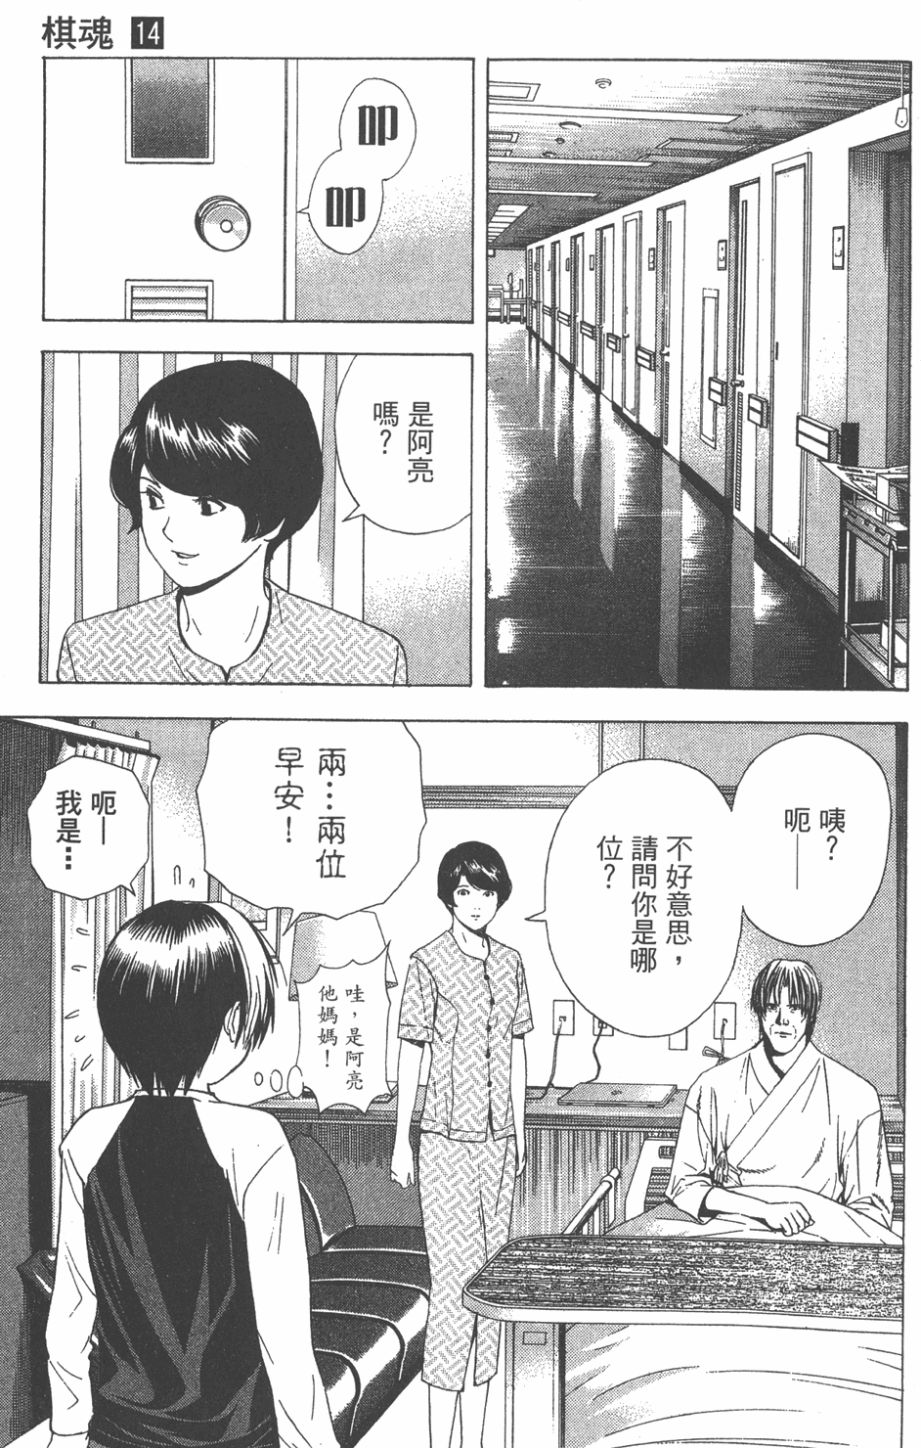 棋魂 14
叩
叩
是阿亮
嗎？
咦？
呃——
不好意思，
請問你是哪
位？
兩…兩位
早安！
哇，是阿亮
他媽媽！
呃—
我是…